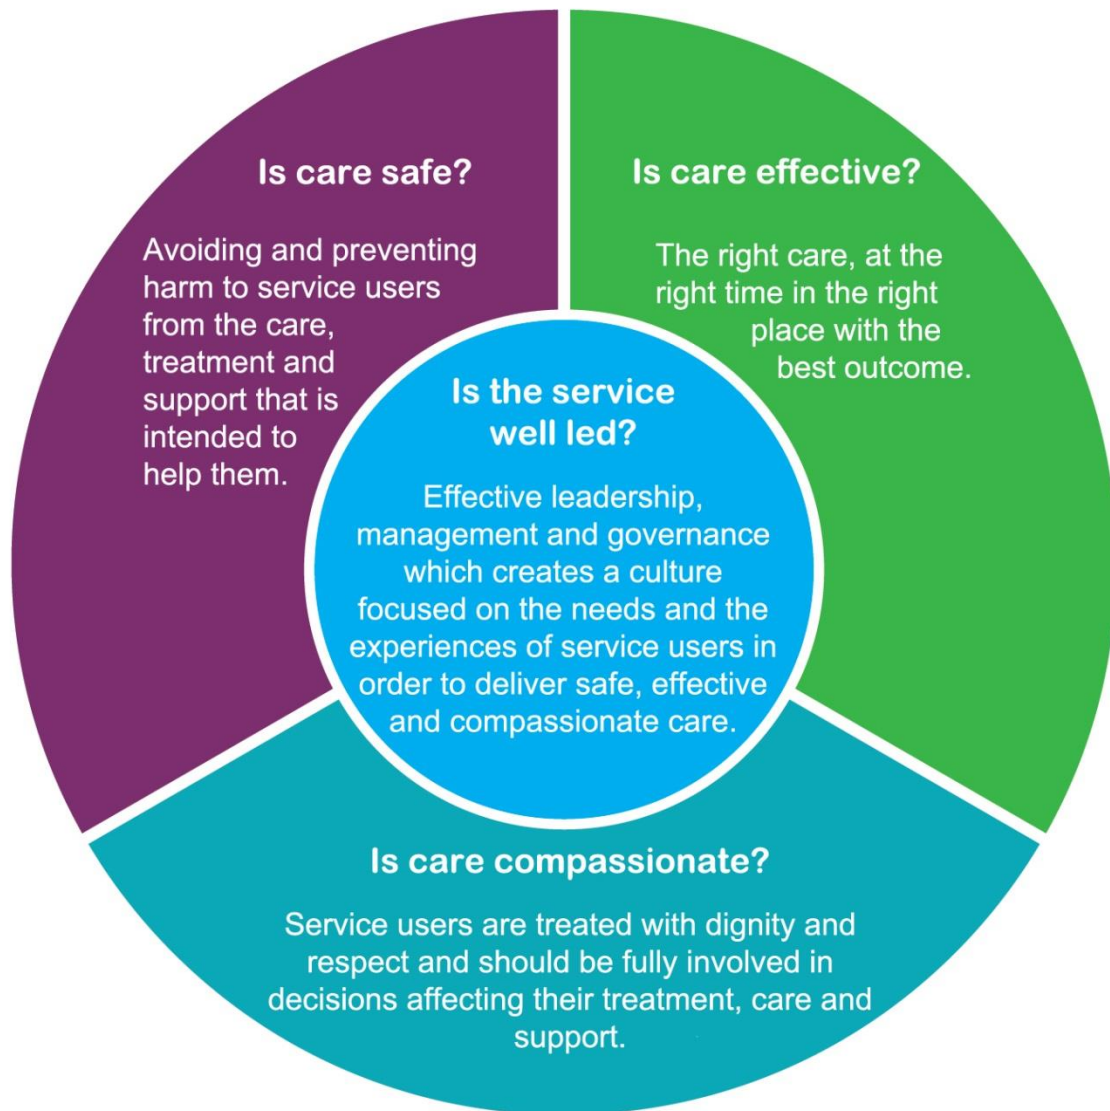 Is care safe?
Avoiding and preventing
harm to service users
from the care,
treatment and
support that is
intended to
help them.
Is care effective?
The right care, at the
right time in the right
place with the
best outcome.
Is the service
well led?
Effective leadership,
management and governance
which creates a culture
focused on the needs and the
experiences of service users in
order to deliver safe, effective
and compassionate care.
Is care compassionate?
Service users are treated with dignity and
respect and should be fully involved in
decisions affecting their treatment, care and
support.